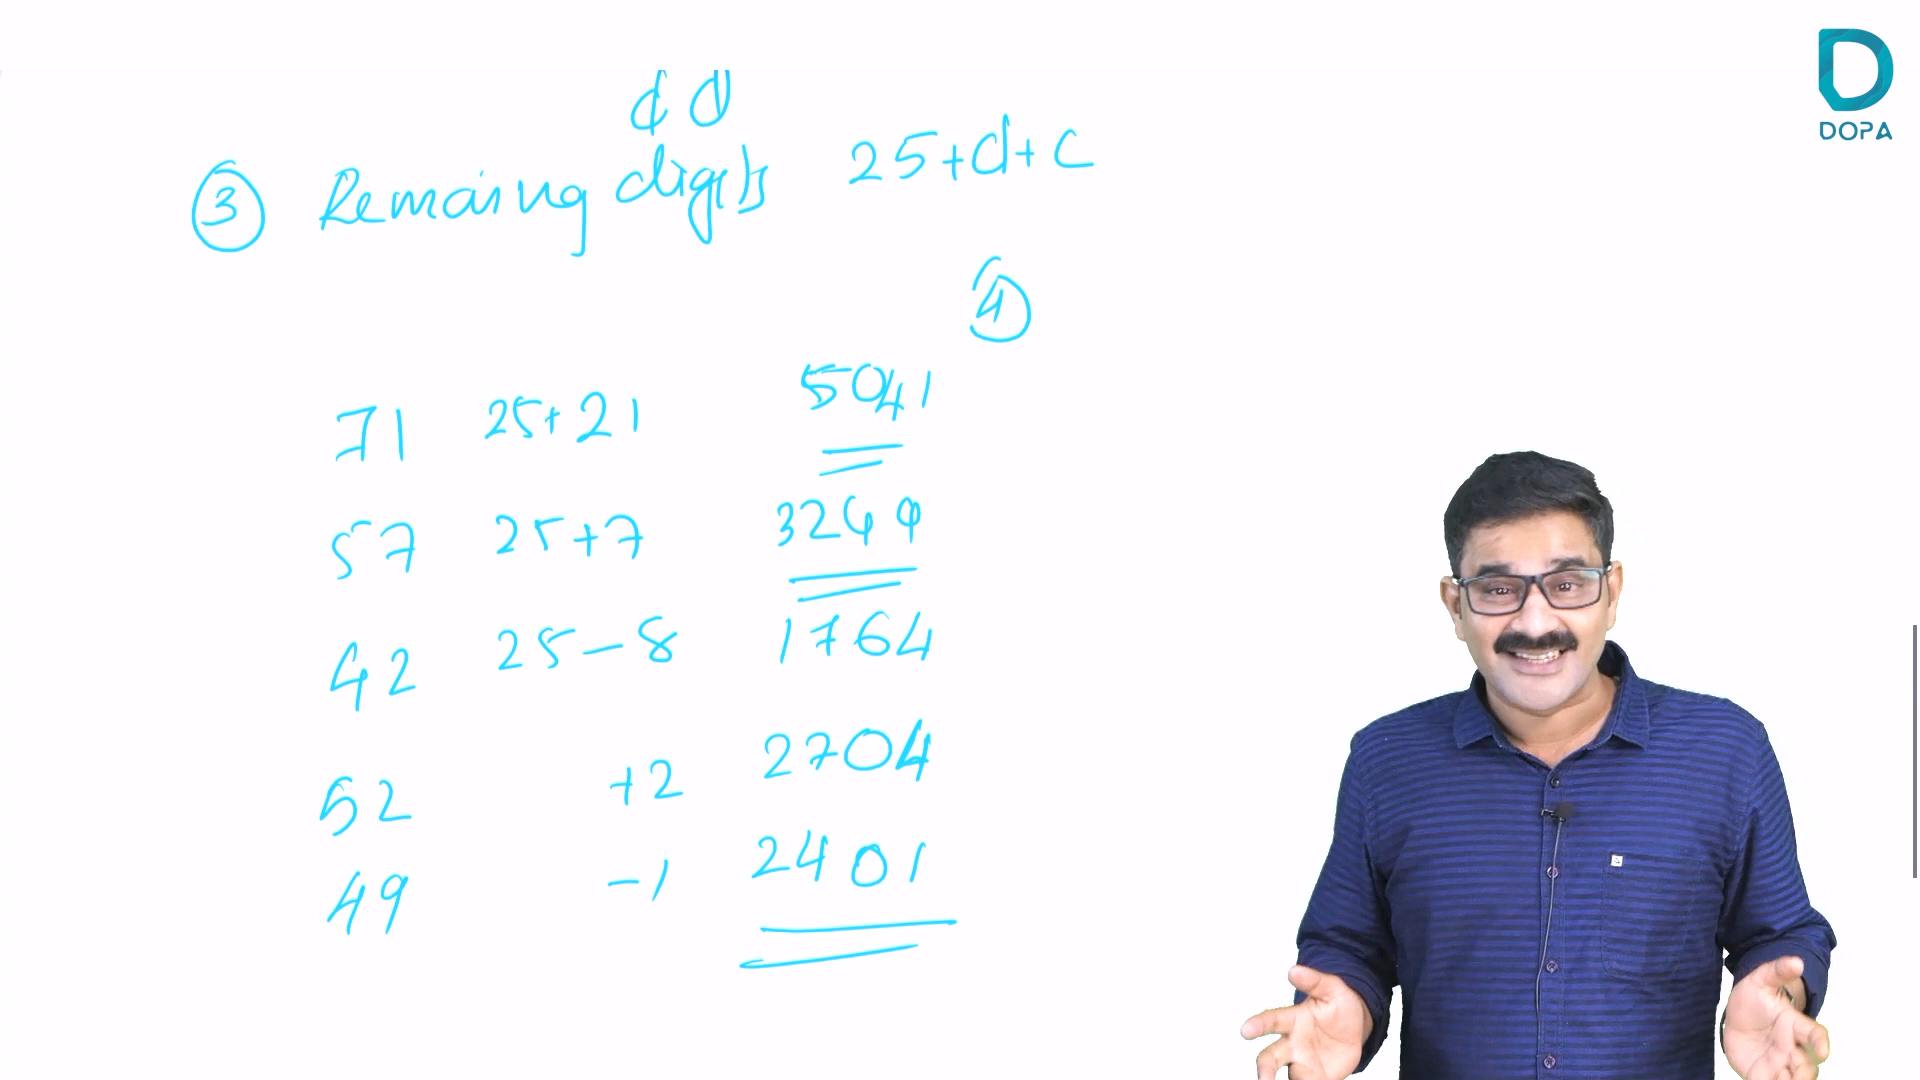 d d
③ Remaining digits 25+d+c
④
71 25+21 5041
57 25+7 3249
42 25-8 1764
52 +2 2704
49 -1 2401
DOPA